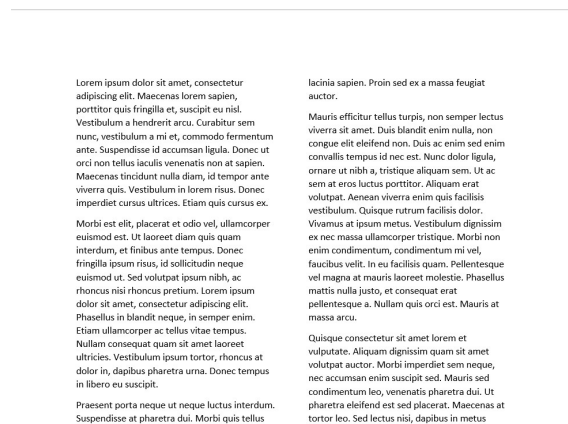 Lorem ipsum dolor sit amet, consectetur
adipiscing elit. Maecenas lorem sapien,
porttitor quis fringilla et, suscipit eu nisl.
Vestibulum a hendrerit arcu. Curabitur sem
nunc, vestibulum a mi et, commodo fermentum
ante. Suspendisse id accumsan ligula. Donec ut
orci non tellus iaculis venenatis non at sapien.
Maecenas tincidunt nulla diam, id tempor ante
viverra quis. Vestibulum in lorem risus. Donec
imperdiet cursus ultrices. Etiam quis cursus ex.
Morbi est elit, placerat et odio vel, ullamcorper
euismod est. Ut laoreet diam quis quam
interdum, et finibus ante tempus. Donec
fringilla ipsum risus, id sollicitudin neque
euismod ut. Sed volutpat ipsum nibh, ac
rhoncus nisi rhoncus pretium. Lorem ipsum
dolor sit amet, consectetur adipiscing elit.
Phasellus in blandit neque, in semper enim.
Etiam ullamcorper ac tellus vitae tempus.
Nullam consequat quam sit amet laoreet
ultricies. Vestibulum ipsum tortor, rhoncus at
dolor in, dapibus pharetra urna. Donec tempus
in libero eu suscipit.
Praesent porta neque ut neque luctus interdum.
Suspendisse at pharetra dui. Morbi quis tellus
lacinia sapien. Proin sed ex a massa feugiat
auctor.
Mauris efficitur tellus turpis, non semper lectus
viverra sit amet. Duis blandit enim nulla, non
congue elit eleifend non. Duis ac enim sed enim
convallis tempus id nec est. Nunc dolor ligula,
ornare ut nibh a, tristique aliquam sem. Ut ac
sem at eros luctus porttitor. Aliquam erat
volutpat. Aenean viverra enim quis facilisis
vestibulum. Quisque rutrum facilisis dolor.
Vivamus at ipsum metus. Vestibulum dignissim
ex nec massa ullamcorper tristique. Morbi non
enim condimentum, condimentum mi vel,
faucibus velit. In eu facilisis quam. Pellentesque
vel magna at mauris laoreet molestie. Phasellus
mattis nulla justo, et consequat erat
pellentesque a. Nullam quis orci est. Mauris at
massa arcu.
Quisque consectetur sit amet lorem et
vulputate. Aliquam dignissim quam sit amet
volutpat auctor. Morbi imperdiet sem neque,
nec accumsan enim suscipit sed. Mauris sed
condimentum leo, venenatis pharetra dui. Ut
pharetra eleifend est sed placerat. Maecenas at
tortor leo. Sed lectus nisi, dapibus in metus